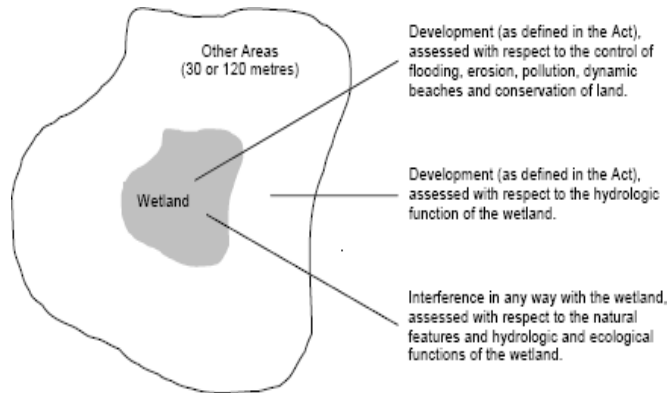 Other Areas
(30 or 120 metres)
Wetland
Development (as defined in the Act),
assessed with respect to the control of
flooding, erosion, pollution, dynamic
beaches and conservation of land.
Development (as defined in the Act),
assessed with respect to the hydrologic
function of the wetland.
Interference in any way with the wetland,
assessed with respect to the natural
features and hydrologic and ecological
functions of the wetland.